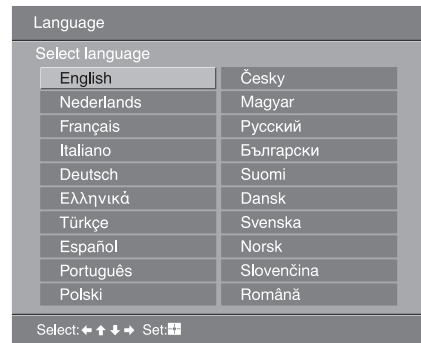 Language
Select language
English
Nederlands
Français
Italiano
Deutsch
Ελληνικά
Türkçe
Español
Português
Polski
Česky
Magyar
Русский
Български
Suomi
Dansk
Svenska
Norsk
Slovenčina
Română
Select: ←↑↓→ Set: